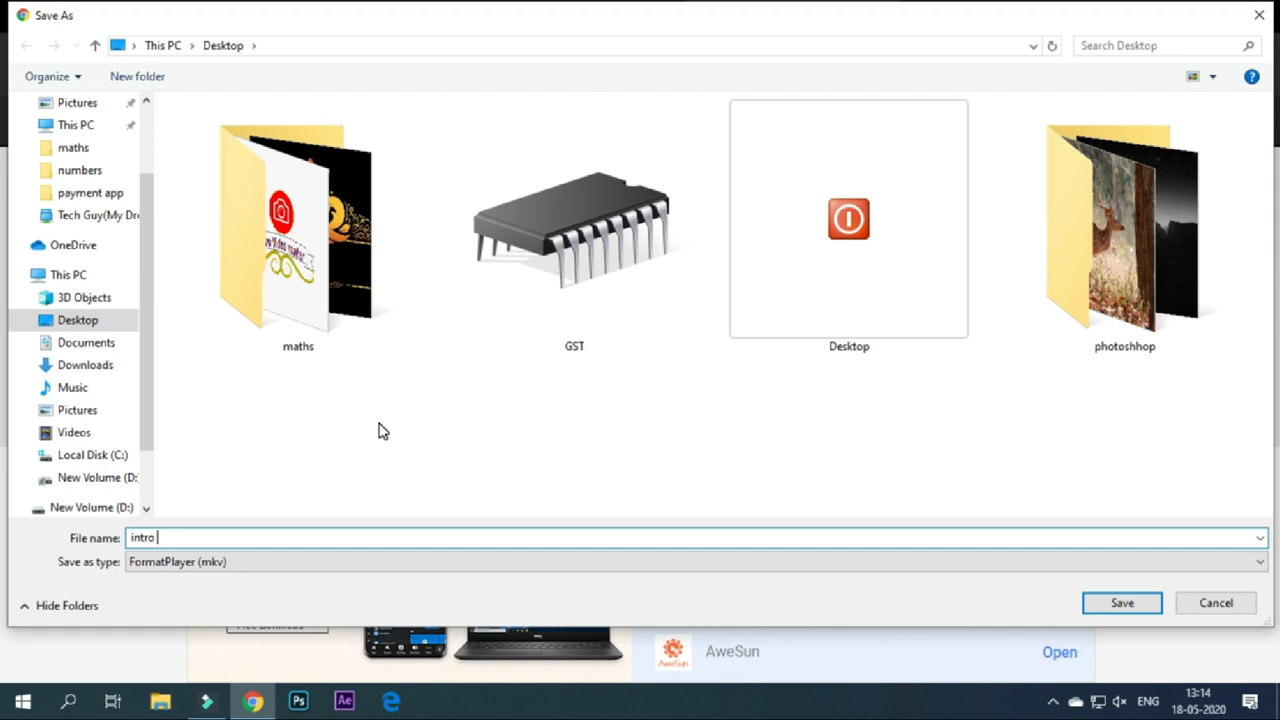 Save As
This PC
Desktop
Search Desktop
Organize
New folder
Pictures
This PC
maths
numbers
payment app
Tech Guy(My Dr
OneDrive
This PC
3D Objects
Desktop
Documents
Downloads
Music
Pictures
Videos
Local Disk (C:)
New Volume (D:
New Volume (D:)
maths
GST
Desktop
photoshhop
File name:
intro
Save as type:
FormatPlayer (mkv)
Hide Folders
Save
Cancel
AweSun
AweSun
Open
Ps
Ae
ENG
13:14
18-05-2020